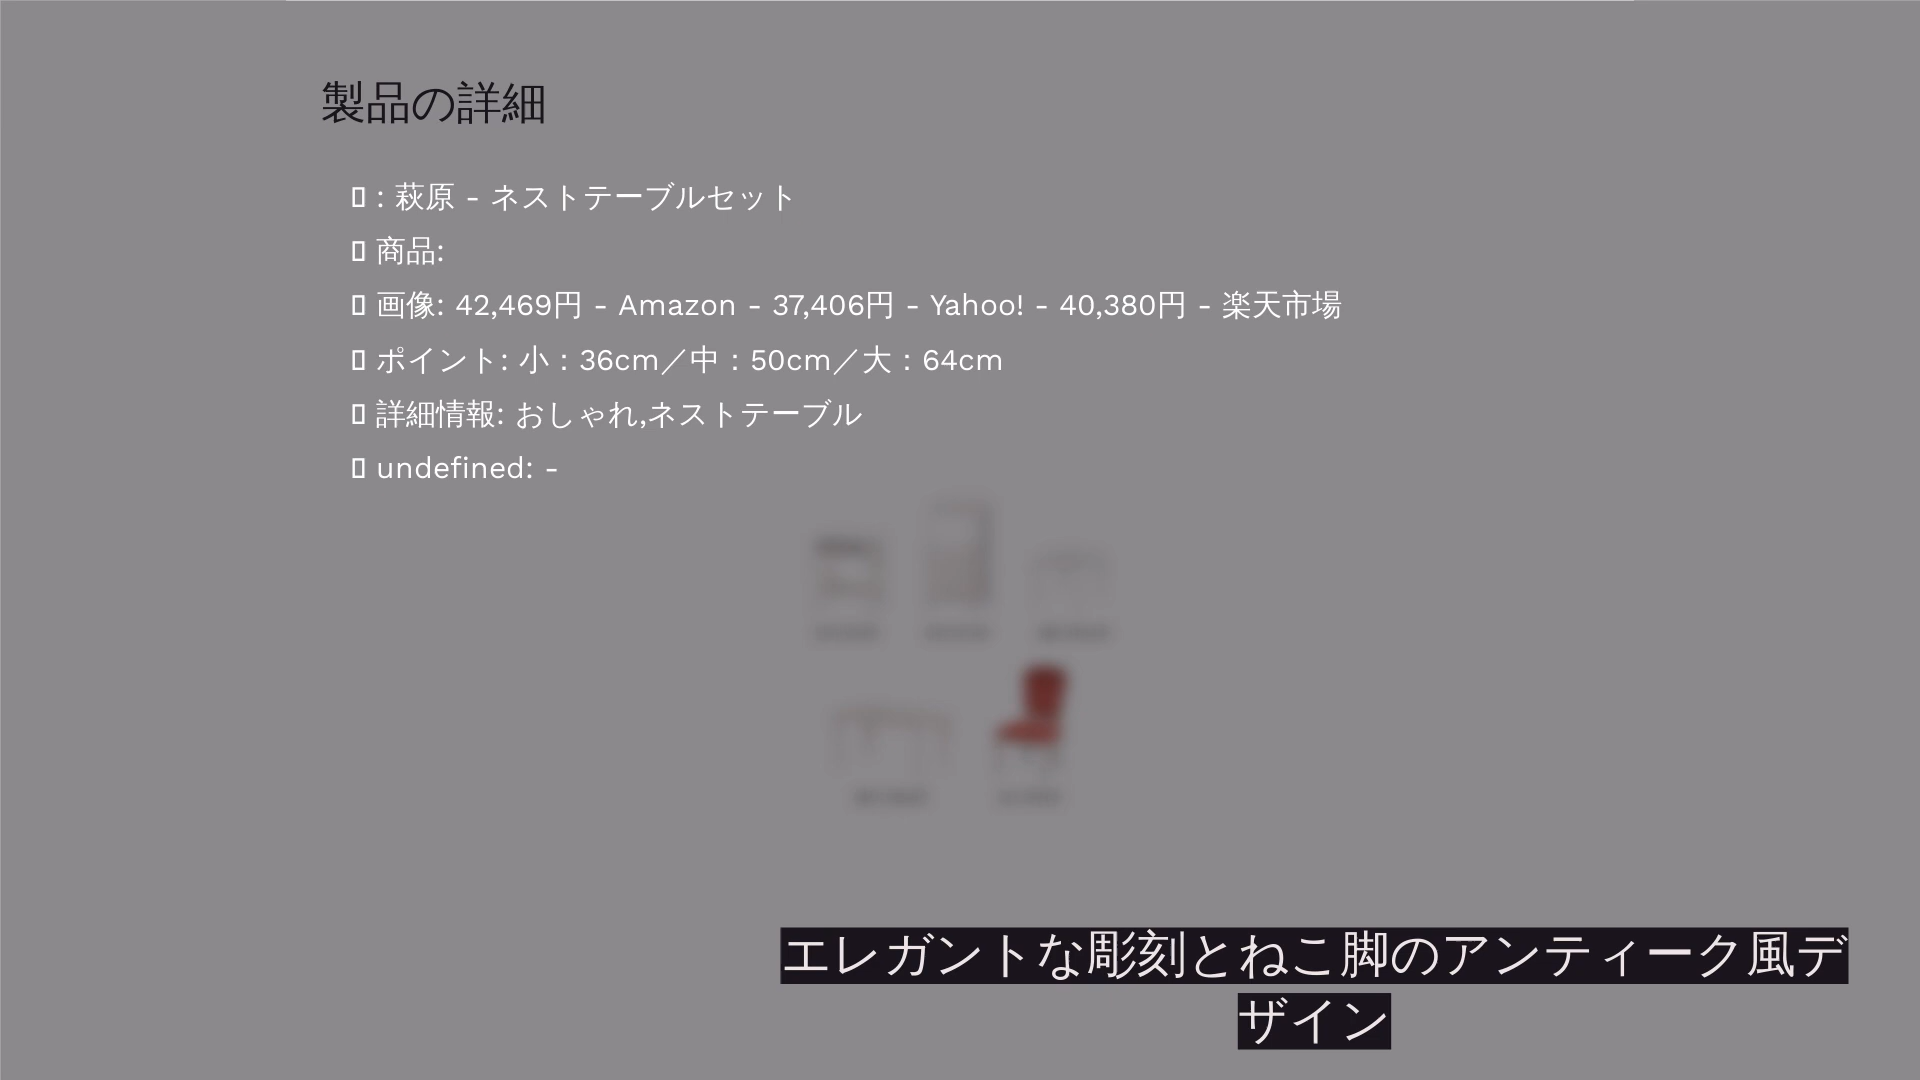 製品の詳細
: 萩原 - ネストテーブルセット
商品:
画像: 42,469円 - Amazon - 37,406円 - Yahoo! - 40,380円 - 楽天市場
ポイント: 小：36cm／中：50cm／大：64cm
詳細情報: おしゃれ,ネストテーブル
undefined: -
エレガントな彫刻とねこ脚のアンティーク風デ
ザイン